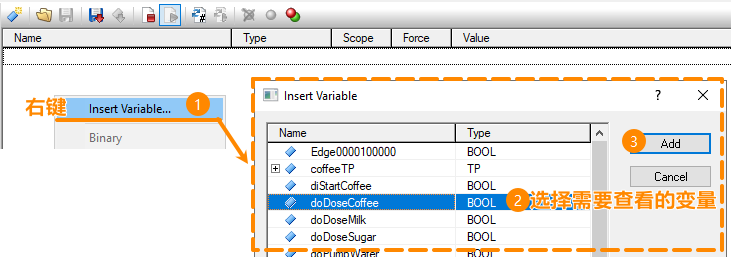 Name Type Scope Force Value
右键
Insert Variable... 1
Binary
Insert Variable ?
Name Type
Edge0000100000 BOOL
coffeeTP TP
diStartCoffee BOOL
doDoseCoffee BOOL
doDoseMilk BOOL
doDoseSugar BOOL
doPumpWater BOOL
2 选择需要查看的变量
3 Add
Cancel